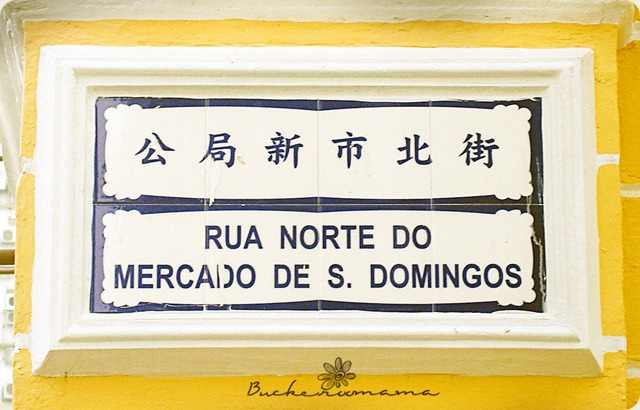 公局新市北街
RUA NORTE DO
MERCADO DE S. DOMINGOS
Buckeroomama